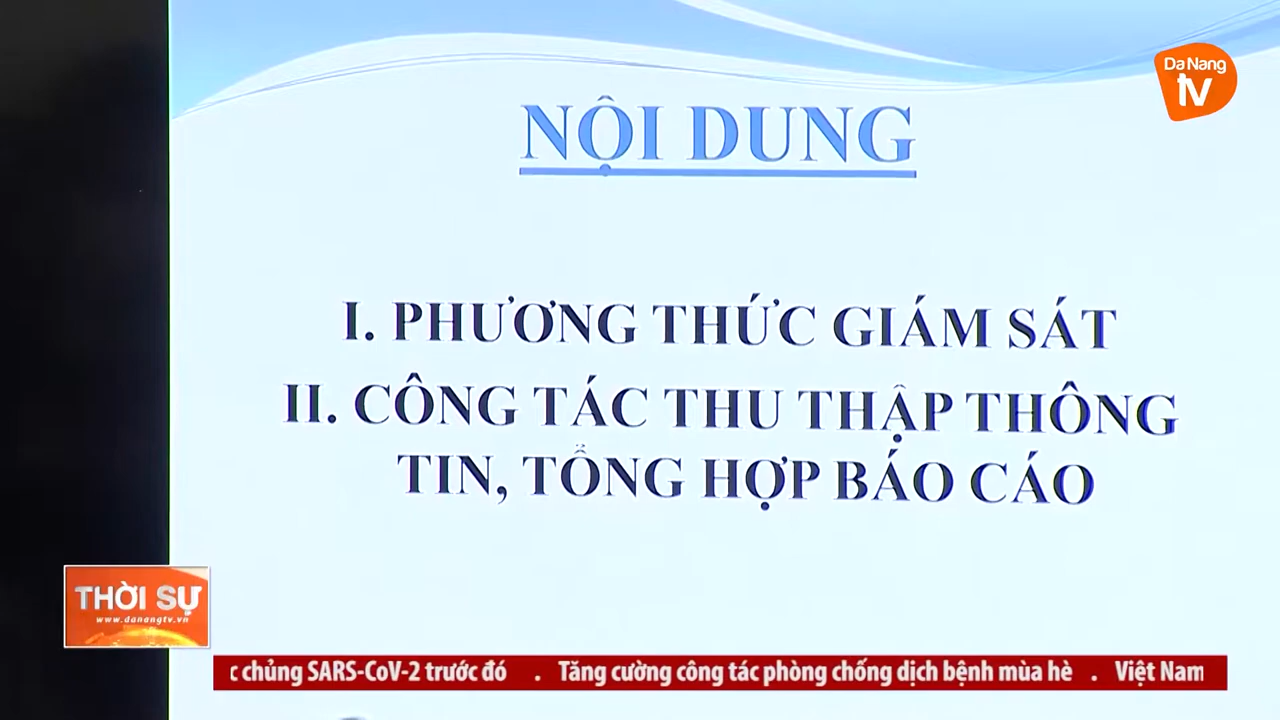 Da Nang
tv
NỘI DUNG
I. PHƯƠNG THỨC GIÁM SÁT
II. CÔNG TÁC THU THẬP THÔNG
TIN, TỔNG HỢP BÁO CÁO
THỜI SỰ
www.danangtv.vn
chủng SARS-CoV-2 trước đó . Tăng cường công tác phòng chống dịch bệnh mùa hè . Việt Nam